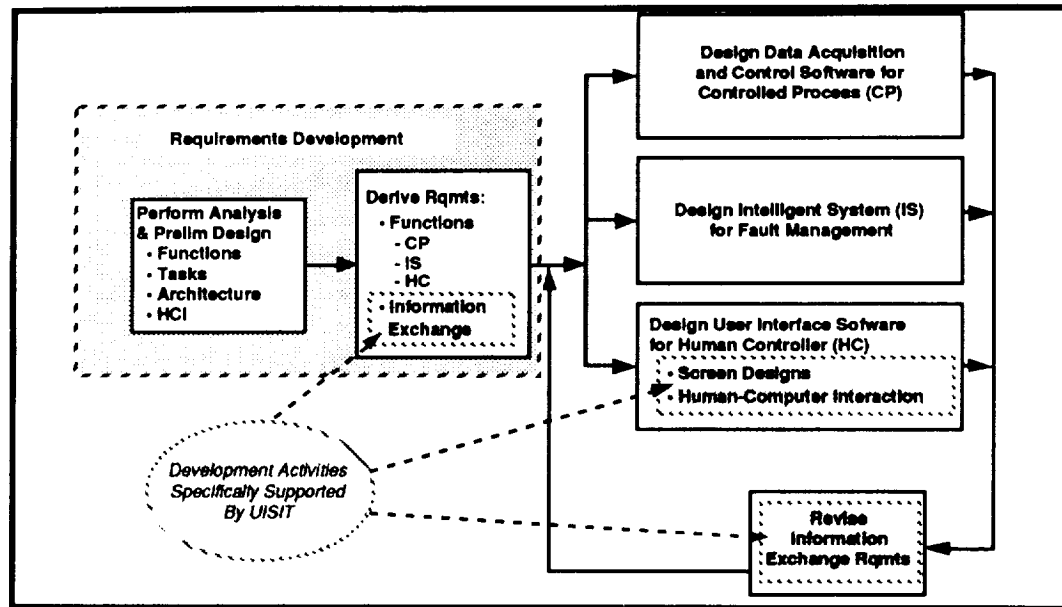 Requirements Development
Perform Analysis
& Prelim Design
• Functions
• Tasks
• Architecture
• HCI
Derive Rqmts:
• Functions
- CP
- IS
- HC
• Information
Exchange
Design Data Acquisition
and Control Software for
Controlled Process (CP)
Design Intelligent System (IS)
for Fault Management
Design User Interface Sofware
for Human Controller (HC)
• Screen Designs
• Human-Computer Interaction
Development Activities
Specifically Supported
By UISIT
Revise
Information
Exchange Rqmts